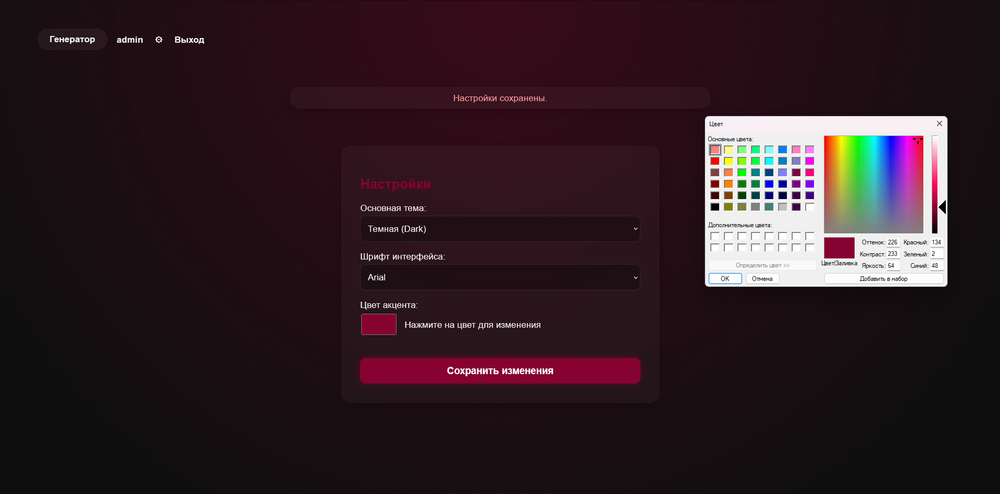 Генератор admin Выход
Настройки сохранены.
Настройки
Основная тема:
Темная (Dark)
Шрифт интерфейса:
Arial
Цвет акцента:
Нажмите на цвет для изменения
Сохранить изменения
Цвет
Основные цвета:
Дополнительные цвета:
Определить цвет >>
OK Отмена
Цвет|Заливка
Оттенок: 226 Красный: 134
Контраст: 233 Зеленый: 2
Яркость: 64 Синий: 48
Добавить в набор